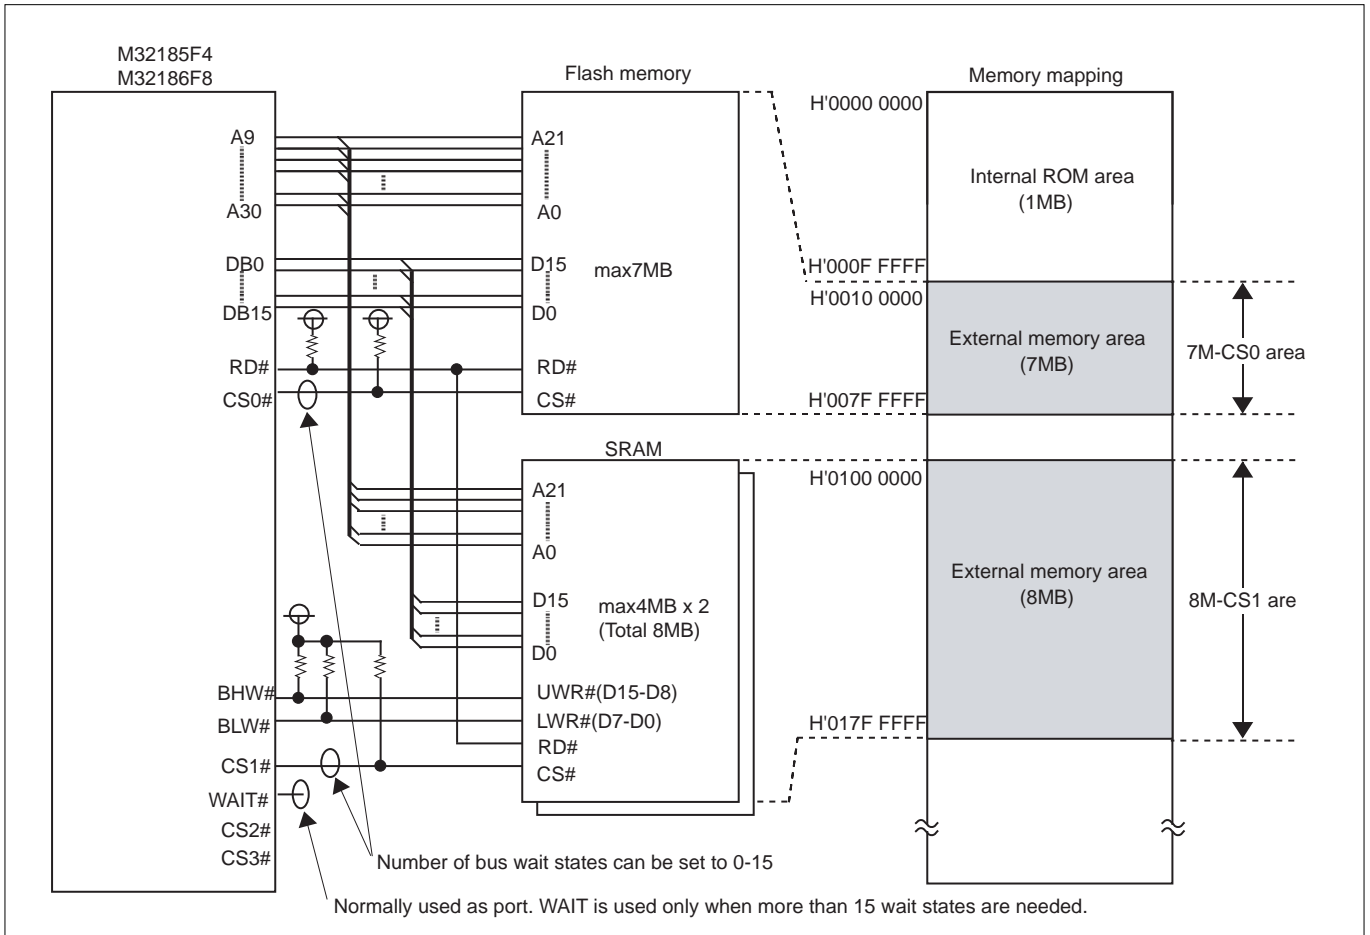 M32185F4
M32186F8
A9
A30
DB0
DB15
RD#
CS0#
BHW#
BLW#
CS1#
WAIT#
CS2#
CS3#
Flash memory
A21
A0
D15
D0
max7MB
RD#
CS#
SRAM
A21
A0
D15
D0
max4MB x 2
(Total 8MB)
UWR#(D15-D8)
LWR#(D7-D0)
RD#
CS#
Memory mapping
H'0000 0000
Internal ROM area
(1MB)
H'000F FFFF
H'0010 0000
External memory area
(7MB)
7M-CS0 area
H'007F FFFF
H'0100 0000
External memory area
(8MB)
8M-CS1 are
H'017F FFFF
Number of bus wait states can be set to 0-15
Normally used as port. WAIT is used only when more than 15 wait states are needed.